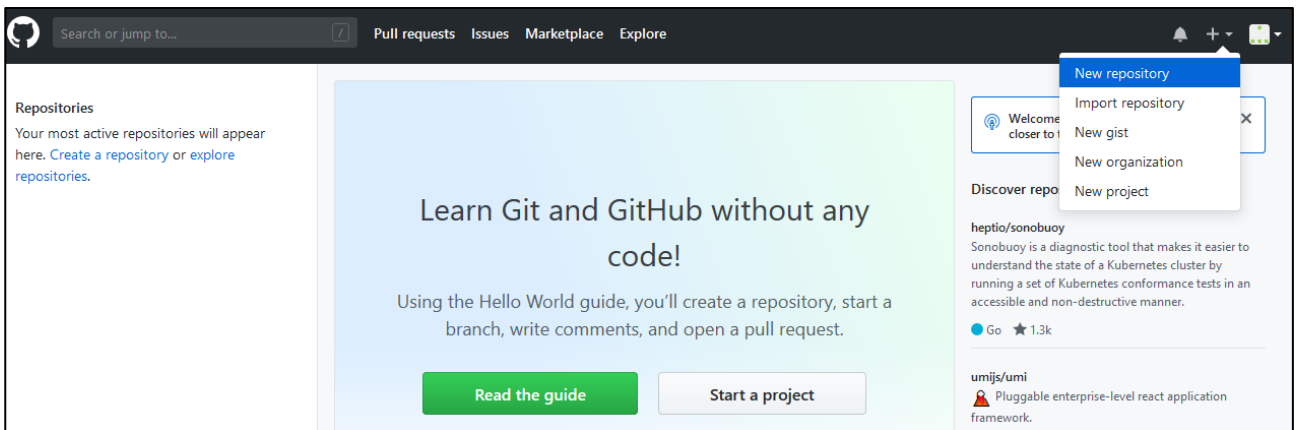 Search or jump to...
/
Pull requests Issues Marketplace Explore
Repositories
Your most active repositories will appear
here. Create a repository or explore
repositories.
Learn Git and GitHub without any
code!
Using the Hello World guide, you’ll create a repository, start a
branch, write comments, and open a pull request.
Read the guide
Start a project
New repository
Import repository
New gist
New organization
New project
Welcome
closer to
Discover repo
heptio/sonobuoy
Sonobuoy is a diagnostic tool that makes it easier to
understand the state of a Kubernetes cluster by
running a set of Kubernetes conformance tests in an
accessible and non-destructive manner.
Go 1.3k
umijs/umi
Pluggable enterprise-level react application
framework.